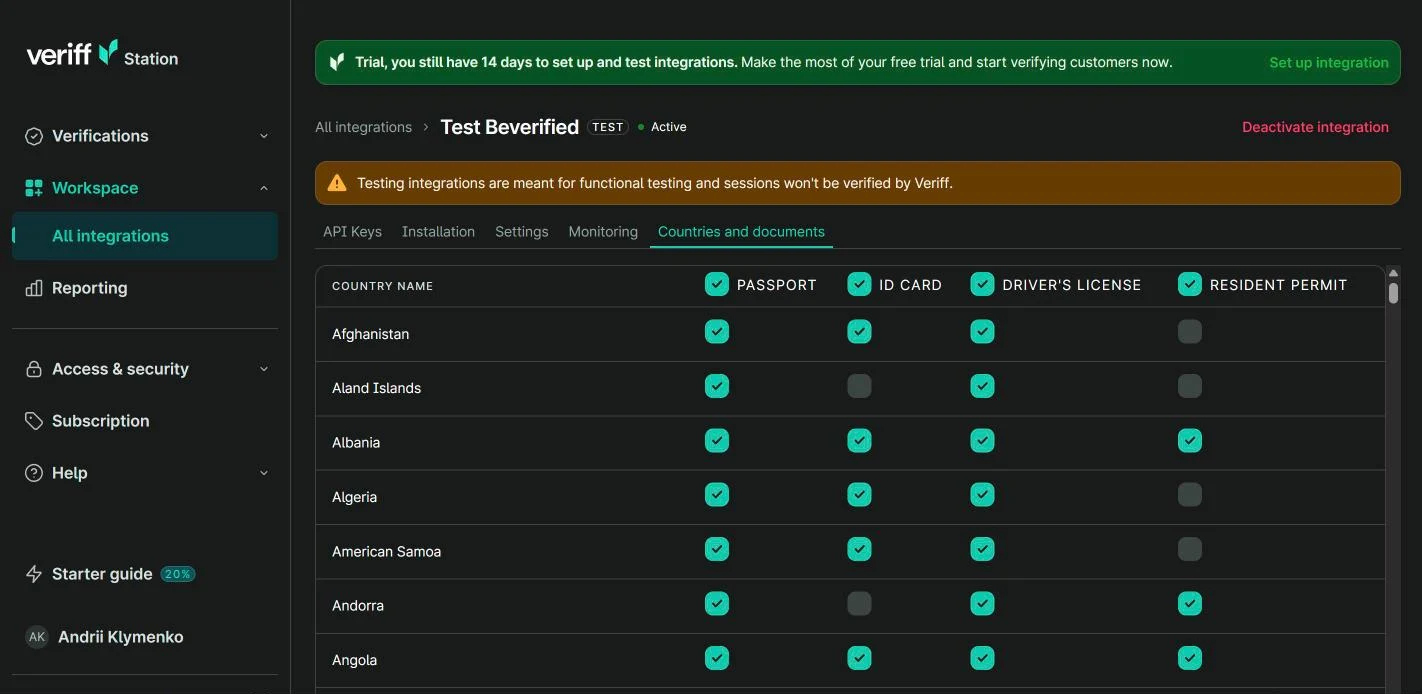 veriff Station
Trial, you still have 14 days to set up and test integrations. Make the most of your free trial and start verifying customers now. Set up integration
Verifications
Workspace
All integrations
Reporting
Access & security
Subscription
Help
Starter guide 20%
AK Andrii Klymenko
All integrations > Test Beverified TEST Active Deactivate integration
Testing integrations are meant for functional testing and sessions won't be verified by Veriff.
API Keys Installation Settings Monitoring Countries and documents
COUNTRY NAME PASSPORT ID CARD DRIVER'S LICENSE RESIDENT PERMIT
Afghanistan
Aland Islands
Albania
Algeria
American Samoa
Andorra
Angola